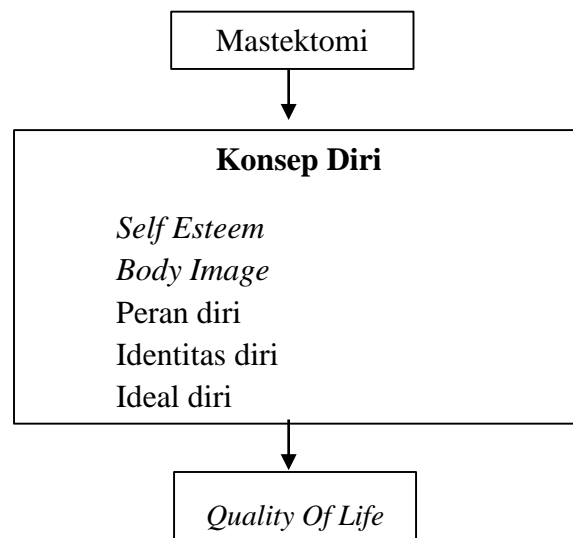 Mastektomi
Konsep Diri
Self Esteem
Body Image
Peran diri
Identitas diri
Ideal diri
Quality Of Life